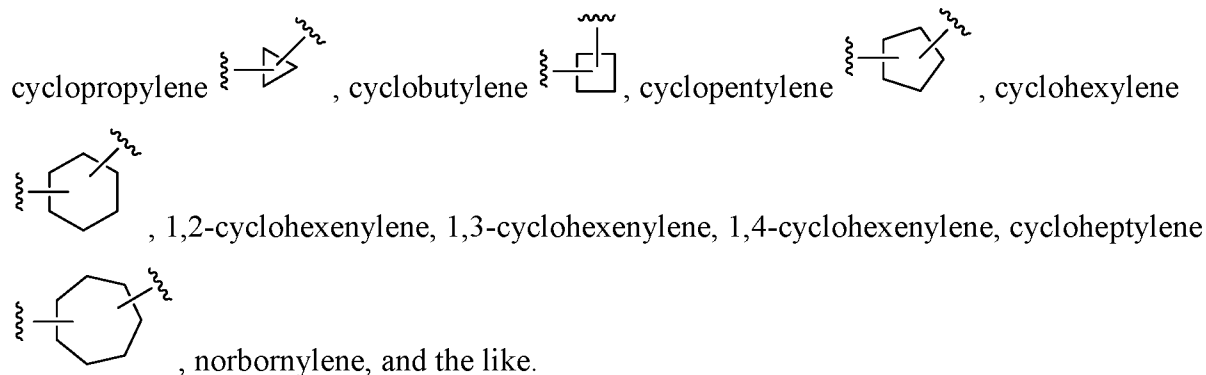 cyclopropylene , cyclobutylene , cyclopentylene , cyclohexylene
, 1,2-cyclohexenylene, 1,3-cyclohexenylene, 1,4-cyclohexenylene, cycloheptylene
, norbornylene, and the like.